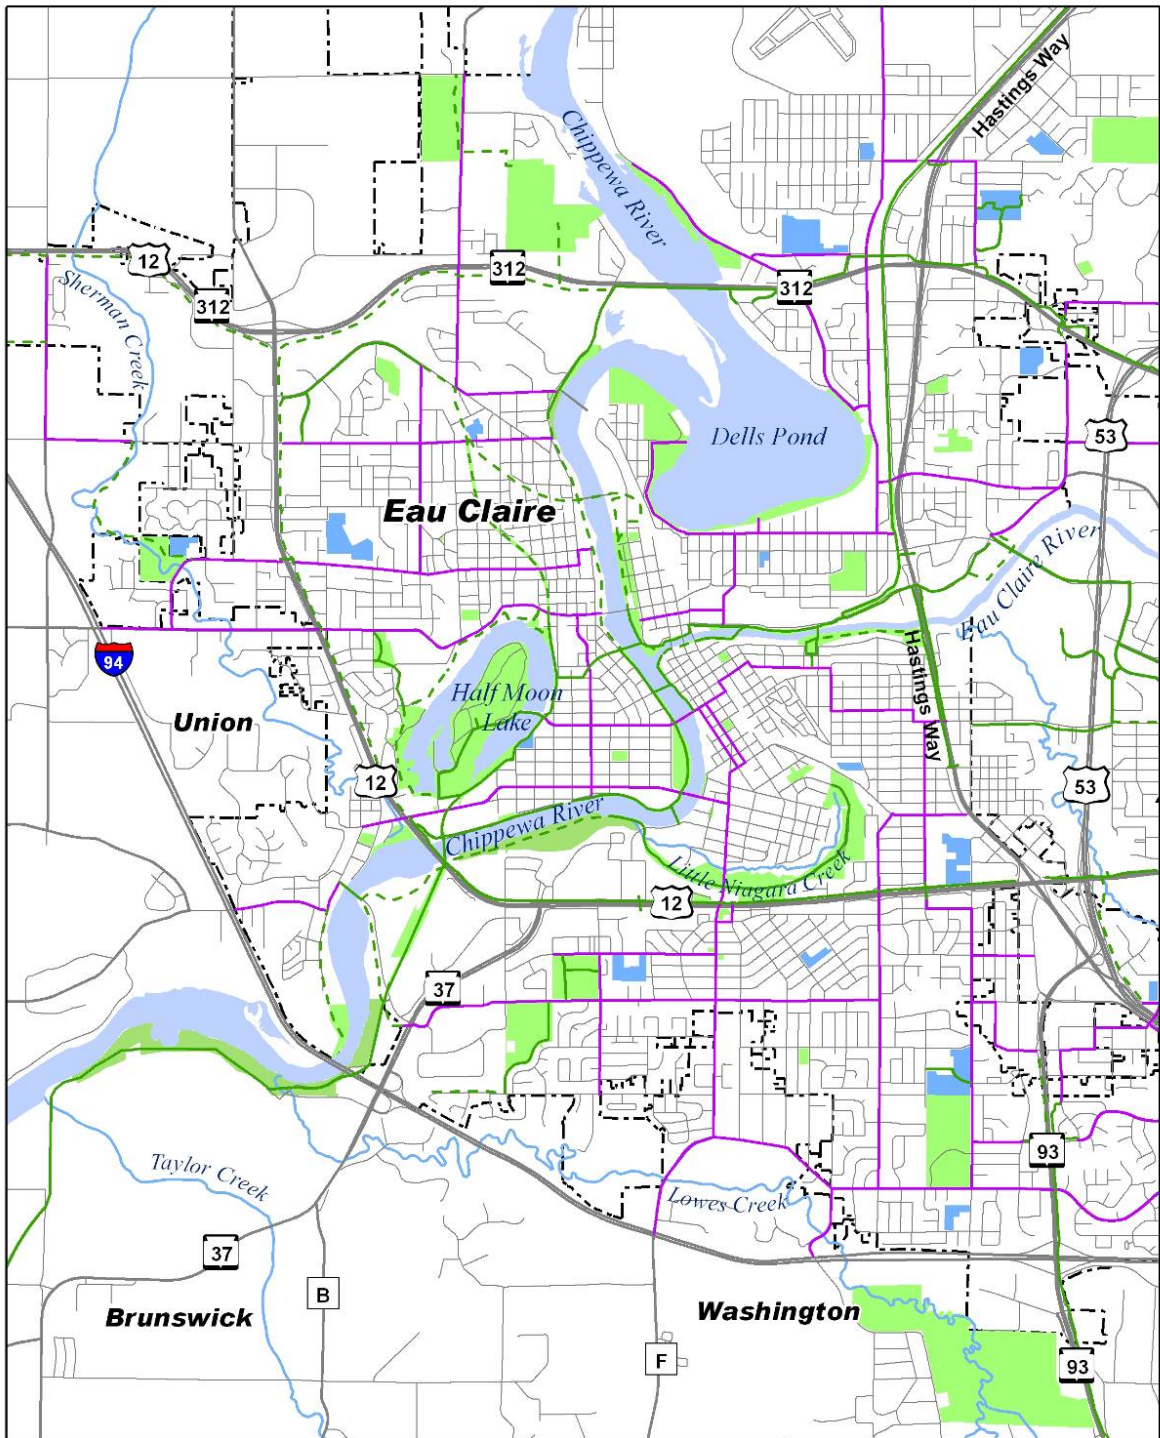 Hastings Way
Chippewa River
12
312
312
312
Sherman Creek
53
Dells Pond
Eau Claire
Eau Claire River
94
Half Moon
Lake
Hastings Way
Union
12
53
Chippewa River
Little Niagara Creek
12
37
93
Taylor Creek
Lowes Creek
37
B
Brunswick
Washington
F
93